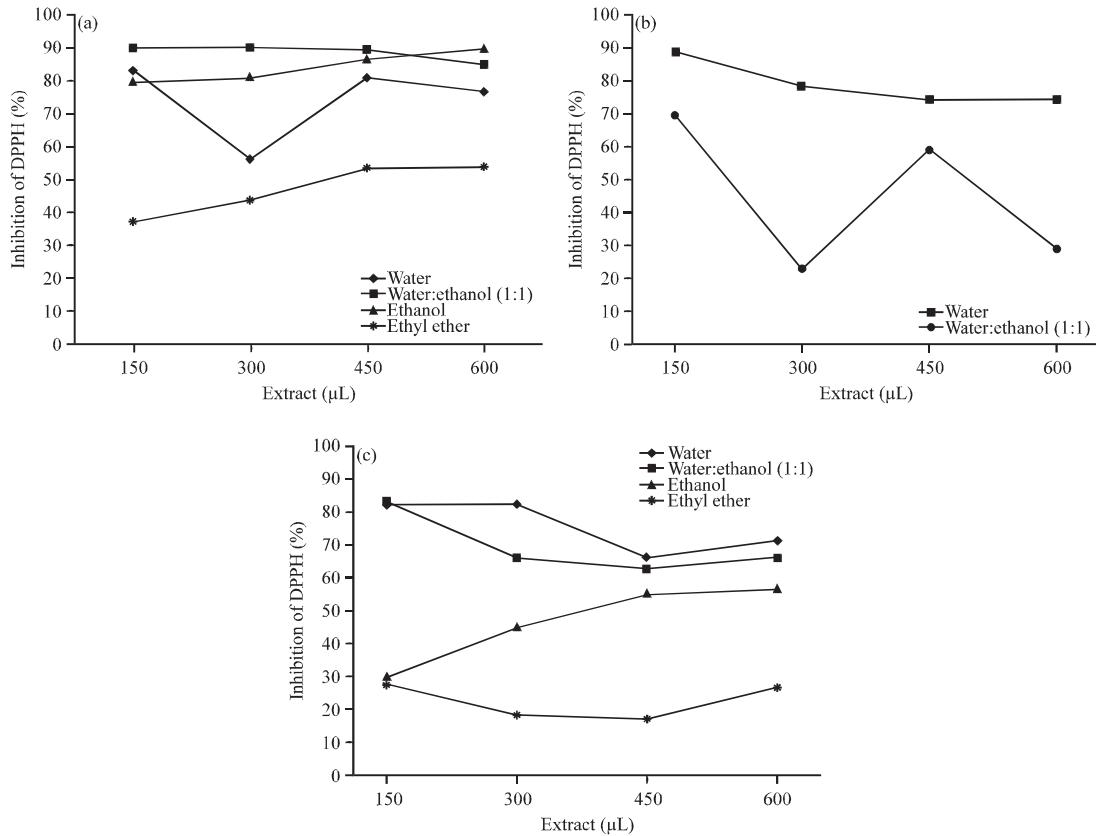 (a)
100
90
80
70
60
50
40
30
20
10
0
Inhibition of DPPH (%)
Water
Water:ethanol (1:1)
Ethanol
Ethyl ether
150 300 450 600
Extract (µL)
(b)
100
90
80
70
60
50
40
30
20
10
0
Inhibition of DPPH (%)
Water
Water:ethanol (1:1)
150 300 450 600
Extract (µL)
(c)
100
90
80
70
60
50
40
30
20
10
0
Inhibition of DPPH (%)
Water
Water:ethanol (1:1)
Ethanol
Ethyl ether
150 300 450 600
Extract (µL)